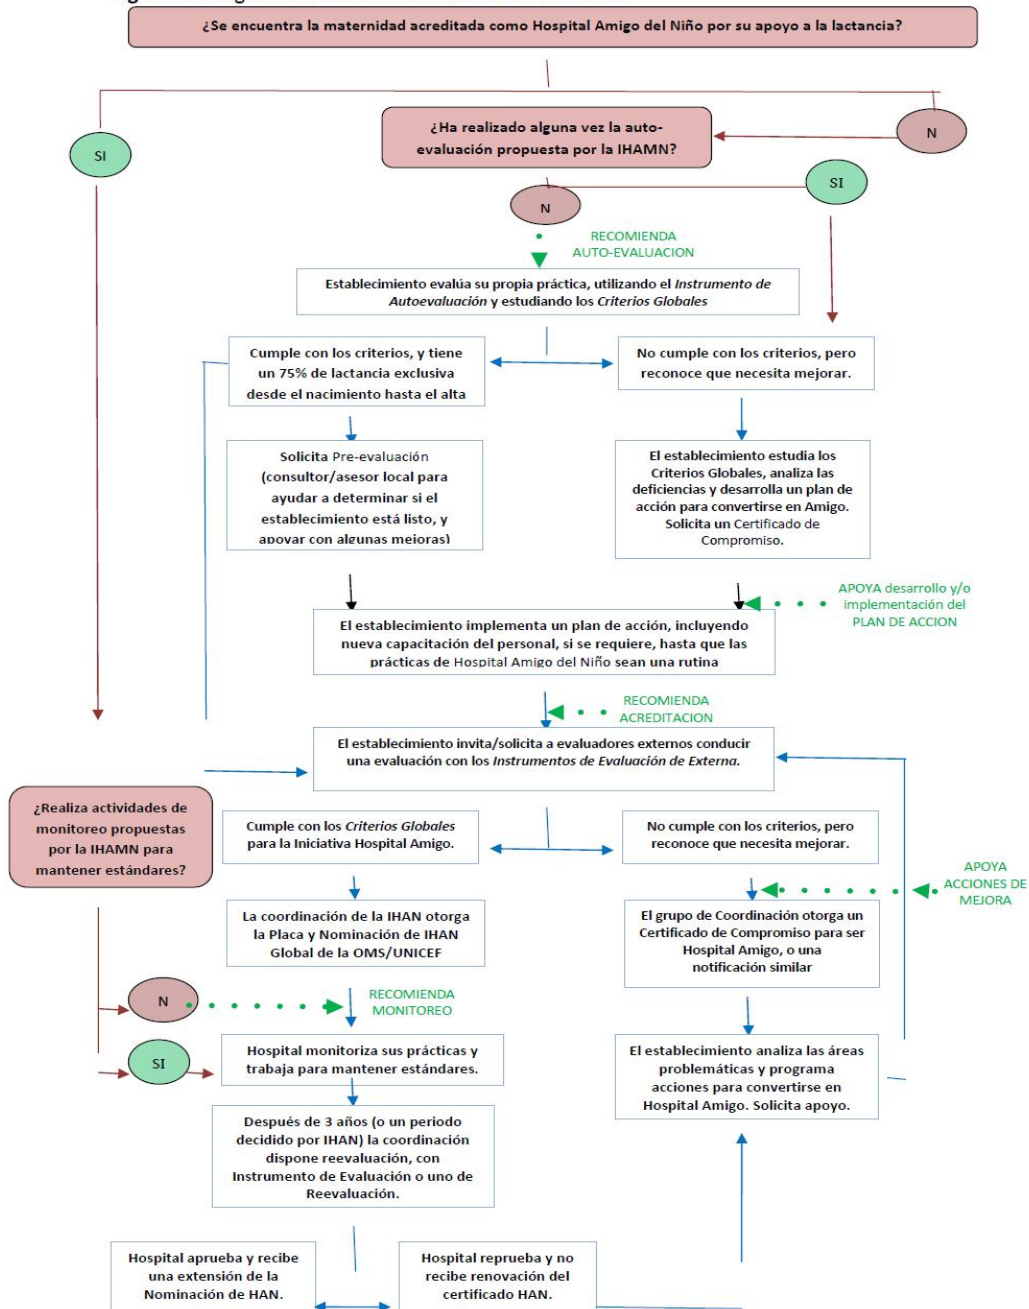 ¿Se encuentra la maternidad acreditada como Hospital Amigo del Niño por su apoyo a la lactancia?
SI
¿Ha realizado alguna vez la auto-
evaluación propuesta por la IHAMN?
N
SI
N
RECOMIENDA
AUTO-EVALUACION
Establecimiento evalúa su propia práctica, utilizando el Instrumento de
Autoevaluación y estudiando los Criterios Globales
Cumple con los criterios, y tiene
un 75% de lactancia exclusiva
desde el nacimiento hasta el alta
No cumple con los criterios, pero
reconoce que necesita mejorar.
Solicita Pre-evaluación
(consultor/asesor local para
ayudar a determinar si el
establecimiento está listo, y
apoyar con algunas mejoras)
El establecimiento estudia los
Criterios Globales, analiza las
deficiencias y desarrolla un plan de
acción para convertirse en Amigo.
Solicita un Certificado de
Compromiso.
APOYA desarrollo y/o
implementación del
PLAN DE ACCION
El establecimiento implementa un plan de acción, incluyendo
nueva capacitación del personal, si se requiere, hasta que las
prácticas de Hospital Amigo del Niño sean una rutina
RECOMIENDA
ACREDITACION
El establecimiento invita/solicita a evaluadores externos conducir
una evaluación con los Instrumentos de Evaluación de Externa.
¿Realiza actividades de
monitoreo propuestas
por la IHAMN para
mantener estándares?
Cumple con los Criterios Globales
para la Iniciativa Hospital Amigo.
No cumple con los criterios, pero
reconoce que necesita mejorar.
APOYA
ACCIONES DE
MEJORA
La coordinación de la IHAN otorga
la Placa y Nominación de IHAN
Global de la OMS/UNICEF
El grupo de Coordinación otorga un
Certificado de Compromiso para ser
Hospital Amigo, o una
notificación similar
N
RECOMIENDA
MONITOREO
SI
Hospital monitoriza sus prácticas y
trabaja para mantener estándares.
El establecimiento analiza las áreas
problemáticas y programa
acciones para convertirse en
Hospital Amigo. Solicita apoyo.
Después de 3 años (o un periodo
decidido por IHAN) la coordinación
dispone reevaluación, con
Instrumento de Evaluación o uno de
Reevaluación.
Hospital aprueba y recibe
una extensión de la
Nominación de HAN.
Hospital reprueba y no
recibe renovación del
certificado HAN.